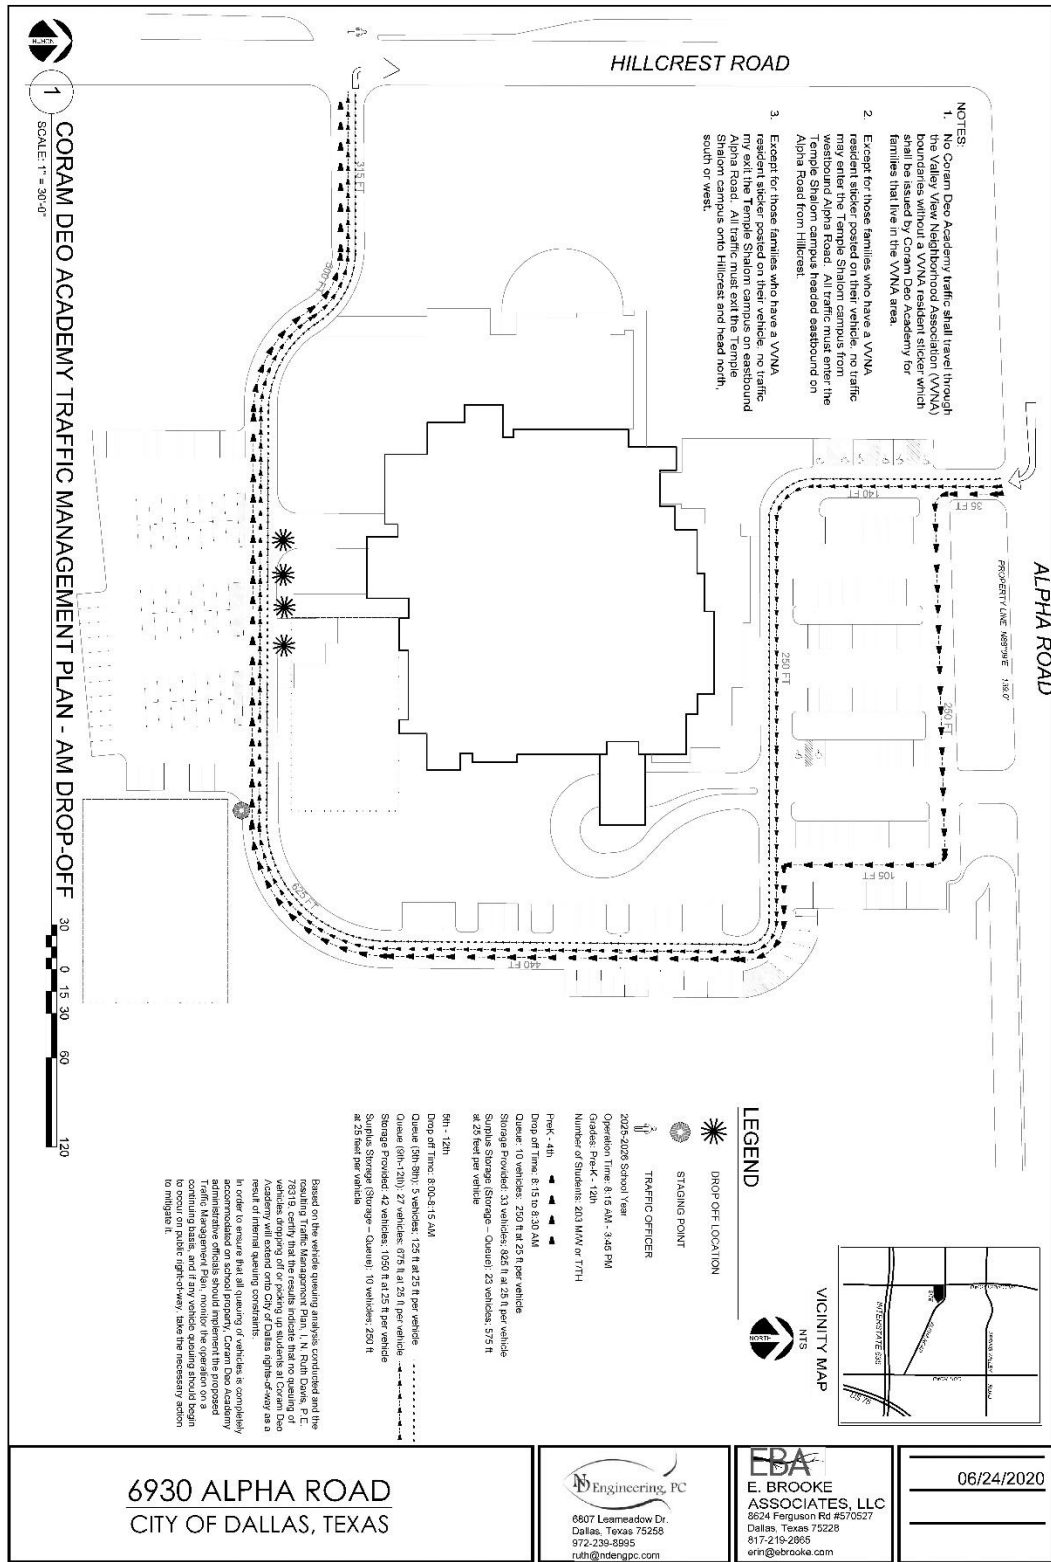 HILLCREST ROAD
ALPHA ROAD
NORTH
1
CORAM DEO ACADEMY TRAFFIC MANAGEMENT PLAN - AM DROP-OFF
SCALE: 1" = 30'-0"
30 0 15 30 60 120
NOTES:
1. No Coram Deo Academy traffic shall travel through
the Valley View Neighborhood Association (VVNA)
boundaries without a VVNA resident sticker which
shall be issued by Coram Deo Academy for
families that live in the VVNA area.
2. Except for those families who have a VVNA
resident sticker posted on their vehicle, no traffic
may enter the Temple Shalom campus from
westbound Alpha Road. All traffic must enter the
Temple Shalom campus headed eastbound on
Alpha Road from Hillcrest.
3. Except for those families who have a VVNA
resident sticker posted on their vehicle, no traffic
my exit the Temple Shalom campus on eastbound
Alpha Road. All traffic must exit the Temple
Shalom campus onto Hillcrest and head north,
south or west.
315 FT
600 FT
140 FT
35 FT
PROPERTY LINE
250 FT
250 FT
105 FT
440 FT
625 FT
LEGEND
DROP OFF LOCATION
STAGING POINT
TRAFFIC OFFICER
2025-2026 School Year
Operation Time: 8:15 AM - 3:45 PM
Grades: Pre-K - 12th
Number of Students: 203 M/W or T/TH
PreK - 4th
Drop off Time: 8:15 to 8:30 AM
Queue: 10 vehicles; 250 ft at 25 ft per vehicle
Storage Provided: 33 vehicles; 825 ft at 25 ft per vehicle
Surplus Storage (Storage – Queue): 23 vehicles; 575 ft
at 25 feet per vehicle
5th - 12th
Drop off Time: 8:00-8:15 AM
Queue (5th-8th): 5 vehicles; 125 ft at 25 ft per vehicle
Queue (9th-12th): 27 vehicles; 675 ft at 25 ft per vehicle
Storage Provided: 42 vehicles; 1050 ft at 25 ft per vehicle
Surplus Storage (Storage – Queue): 10 vehicles; 250 ft
at 25 feet per vehicle
Based on the vehicle queuing analysis conducted and the
resulting Traffic Management Plan, I, N. Ruth Davis, P.E.
78319, certify that the results indicate that no queuing of
vehicles dropping off or picking up students at Coram Deo
Academy will extend onto City of Dallas rights-of-way as a
result of internal queuing constraints.
In order to ensure that all queuing of vehicles is completely
accommodated on school property, Coram Deo Academy
administrative officials should implement the proposed
Traffic Management Plan, monitor the operation on a
continuing basis, and if any vehicle queuing should begin
to occur on public right-of-way, take the necessary action
to mitigate it.
INTERSTATE 635
US 75
VICINITY MAP
NTS
NORTH
6930 ALPHA ROAD
CITY OF DALLAS, TEXAS
ND Engineering, PC
6807 Leameadow Dr.
Dallas, Texas 75258
972-239-8995
ruth@ndengpc.com
EBA
E. BROOKE
ASSOCIATES, LLC
8624 Ferguson Rd #570527
Dallas, Texas 75228
817-219-2665
erin@ebrooke.com
06/24/2020